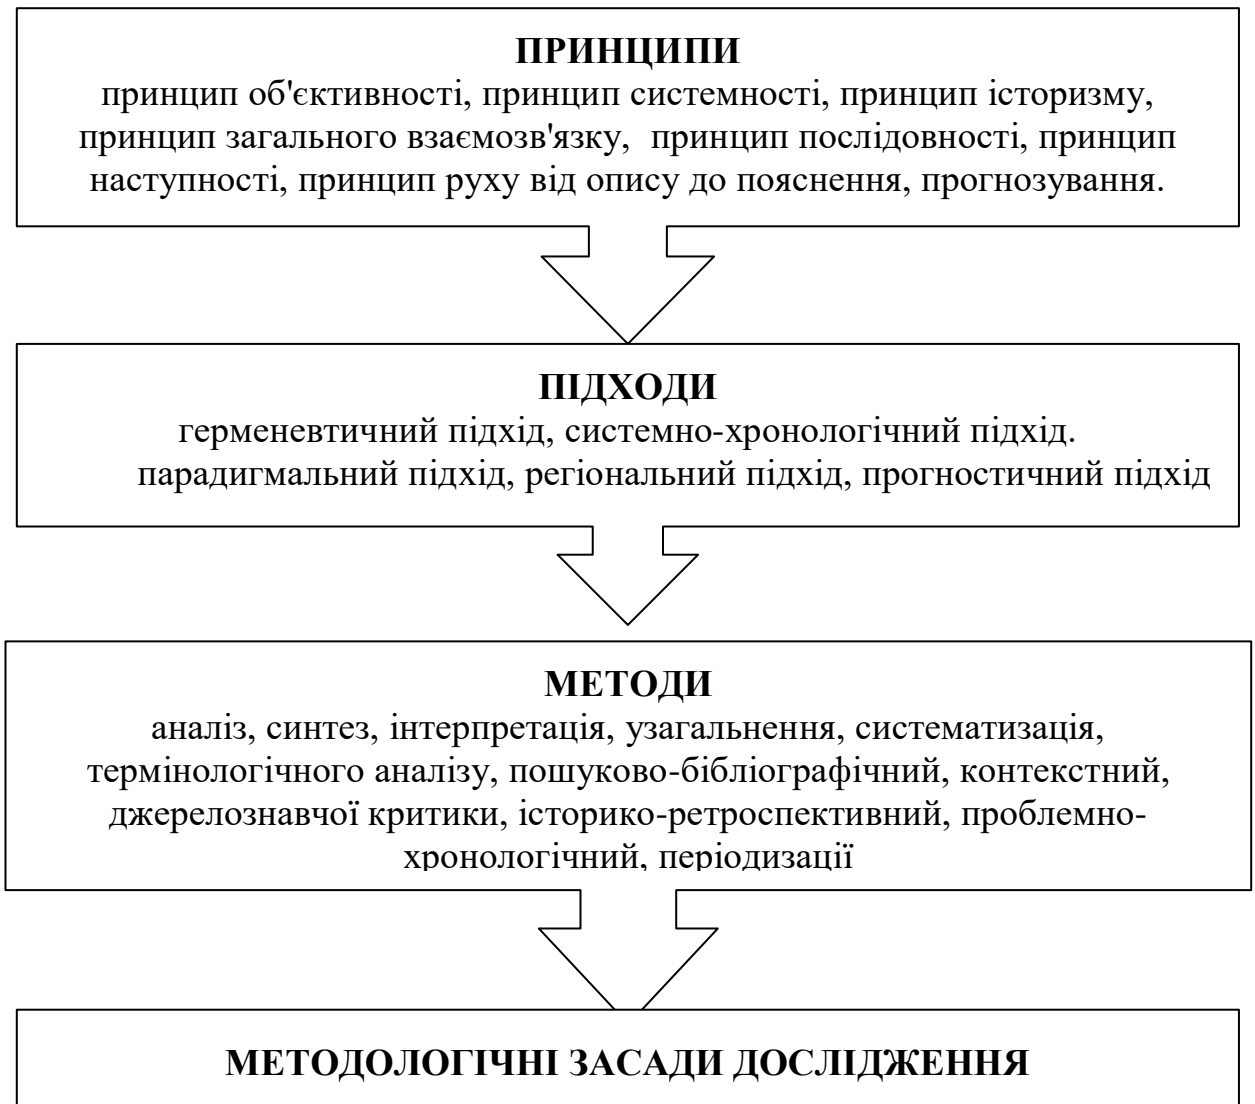 ПРИНЦИПИ
принцип об'єктивності, принцип системності, принцип історизму,
принцип загального взаємозв'язку, принцип послідовності, принцип
наступності, принцип руху від опису до пояснення, прогнозування.
ПІДХОДИ
герменевтичний підхід, системно-хронологічний підхід.
парадигмальний підхід, регіональний підхід, прогностичний підхід
МЕТОДИ
аналіз, синтез, інтерпретація, узагальнення, систематизація,
термінологічного аналізу, пошуково-бібліографічний, контекстний,
джерелознавчої критики, історико-ретроспективний, проблемно-
хронологічний, періодизації
МЕТОДОЛОГІЧНІ ЗАСАДИ ДОСЛІДЖЕННЯ